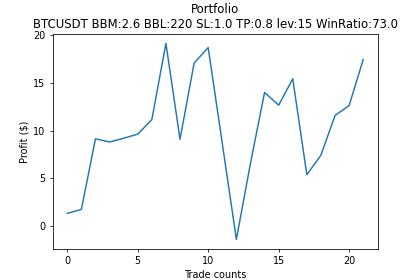 Portfolio
BTCUSDT BBM:2.6 BBL:220 SL:1.0 TP:0.8 lev:15 WinRatio:73.0
20
15
10
5
0
Profit ($)
0 5 10 15 20
Trade counts